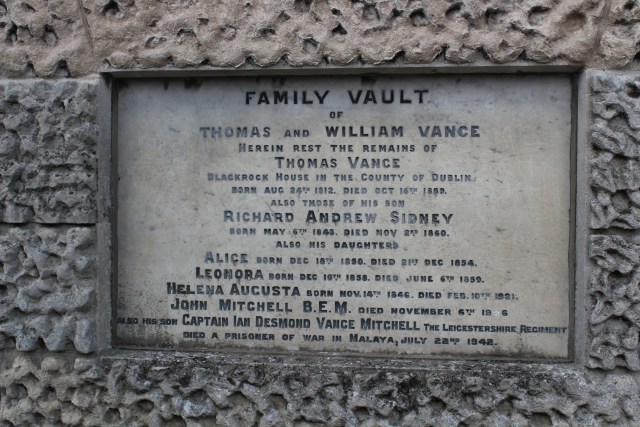 FAMILY VAULT
OF
THOMAS AND WILLIAM VANCE
HEREIN REST THE REMAINS OF
THOMAS VANCE
BLACKROCK HOUSE IN THE COUNTY OF DUBLIN.
BORN AUG 24TH 1812. DIED OCT 16TH 1889.
ALSO THOSE OF HIS SON
RICHARD ANDREW SIDNEY
BORN MAY 6TH 1843. DIED NOV 2ND 1860.
ALSO HIS DAUGHTERS
ALICE BORN DEC 18TH 1850. DIED 21ST DEC 1854.
LEONORA BORN DEC 10TH 1858. DIED JUNE 6TH 1859.
HELENA AUGUSTA BORN NOV. 14TH 1846. DIED FEB. 10TH 1921.
JOHN MITCHELL B.E.M. DIED NOVEMBER 6TH
ALSO HIS SON CAPTAIN IAN DESMOND VANCE MITCHELL THE LEICESTERSHIRE REGIMENT
DIED A PRISONER OF WAR IN MALAYA, JULY 22ND 1942.